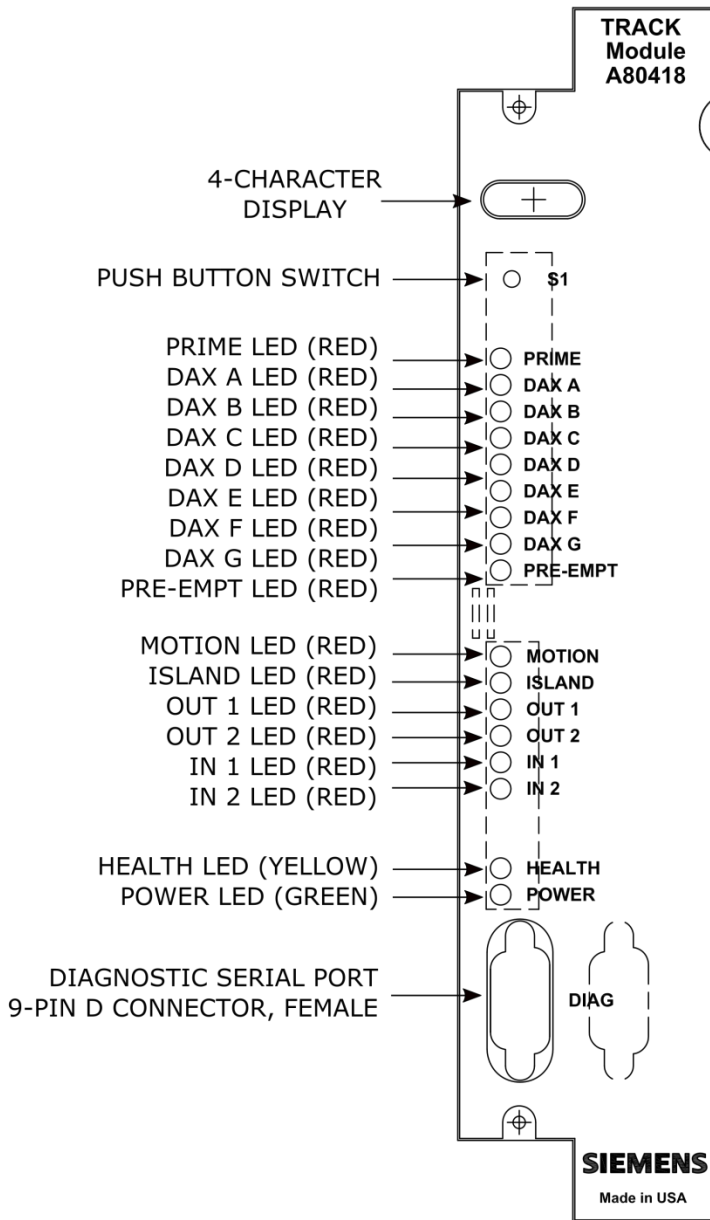 TRACK
Module
A80418
4-CHARACTER
DISPLAY
PUSH BUTTON SWITCH
S1
PRIME LED (RED)
PRIME
DAX A LED (RED)
DAX A
DAX B LED (RED)
DAX B
DAX C LED (RED)
DAX C
DAX D LED (RED)
DAX D
DAX E LED (RED)
DAX E
DAX F LED (RED)
DAX F
DAX G LED (RED)
DAX G
PRE-EMPT LED (RED)
PRE-EMPT
MOTION LED (RED)
MOTION
ISLAND LED (RED)
ISLAND
OUT 1 LED (RED)
OUT 1
OUT 2 LED (RED)
OUT 2
IN 1 LED (RED)
IN 1
IN 2 LED (RED)
IN 2
HEALTH LED (YELLOW)
HEALTH
POWER LED (GREEN)
POWER
DIAGNOSTIC SERIAL PORT
9-PIN D CONNECTOR, FEMALE
DIAG
SIEMENS
Made in USA